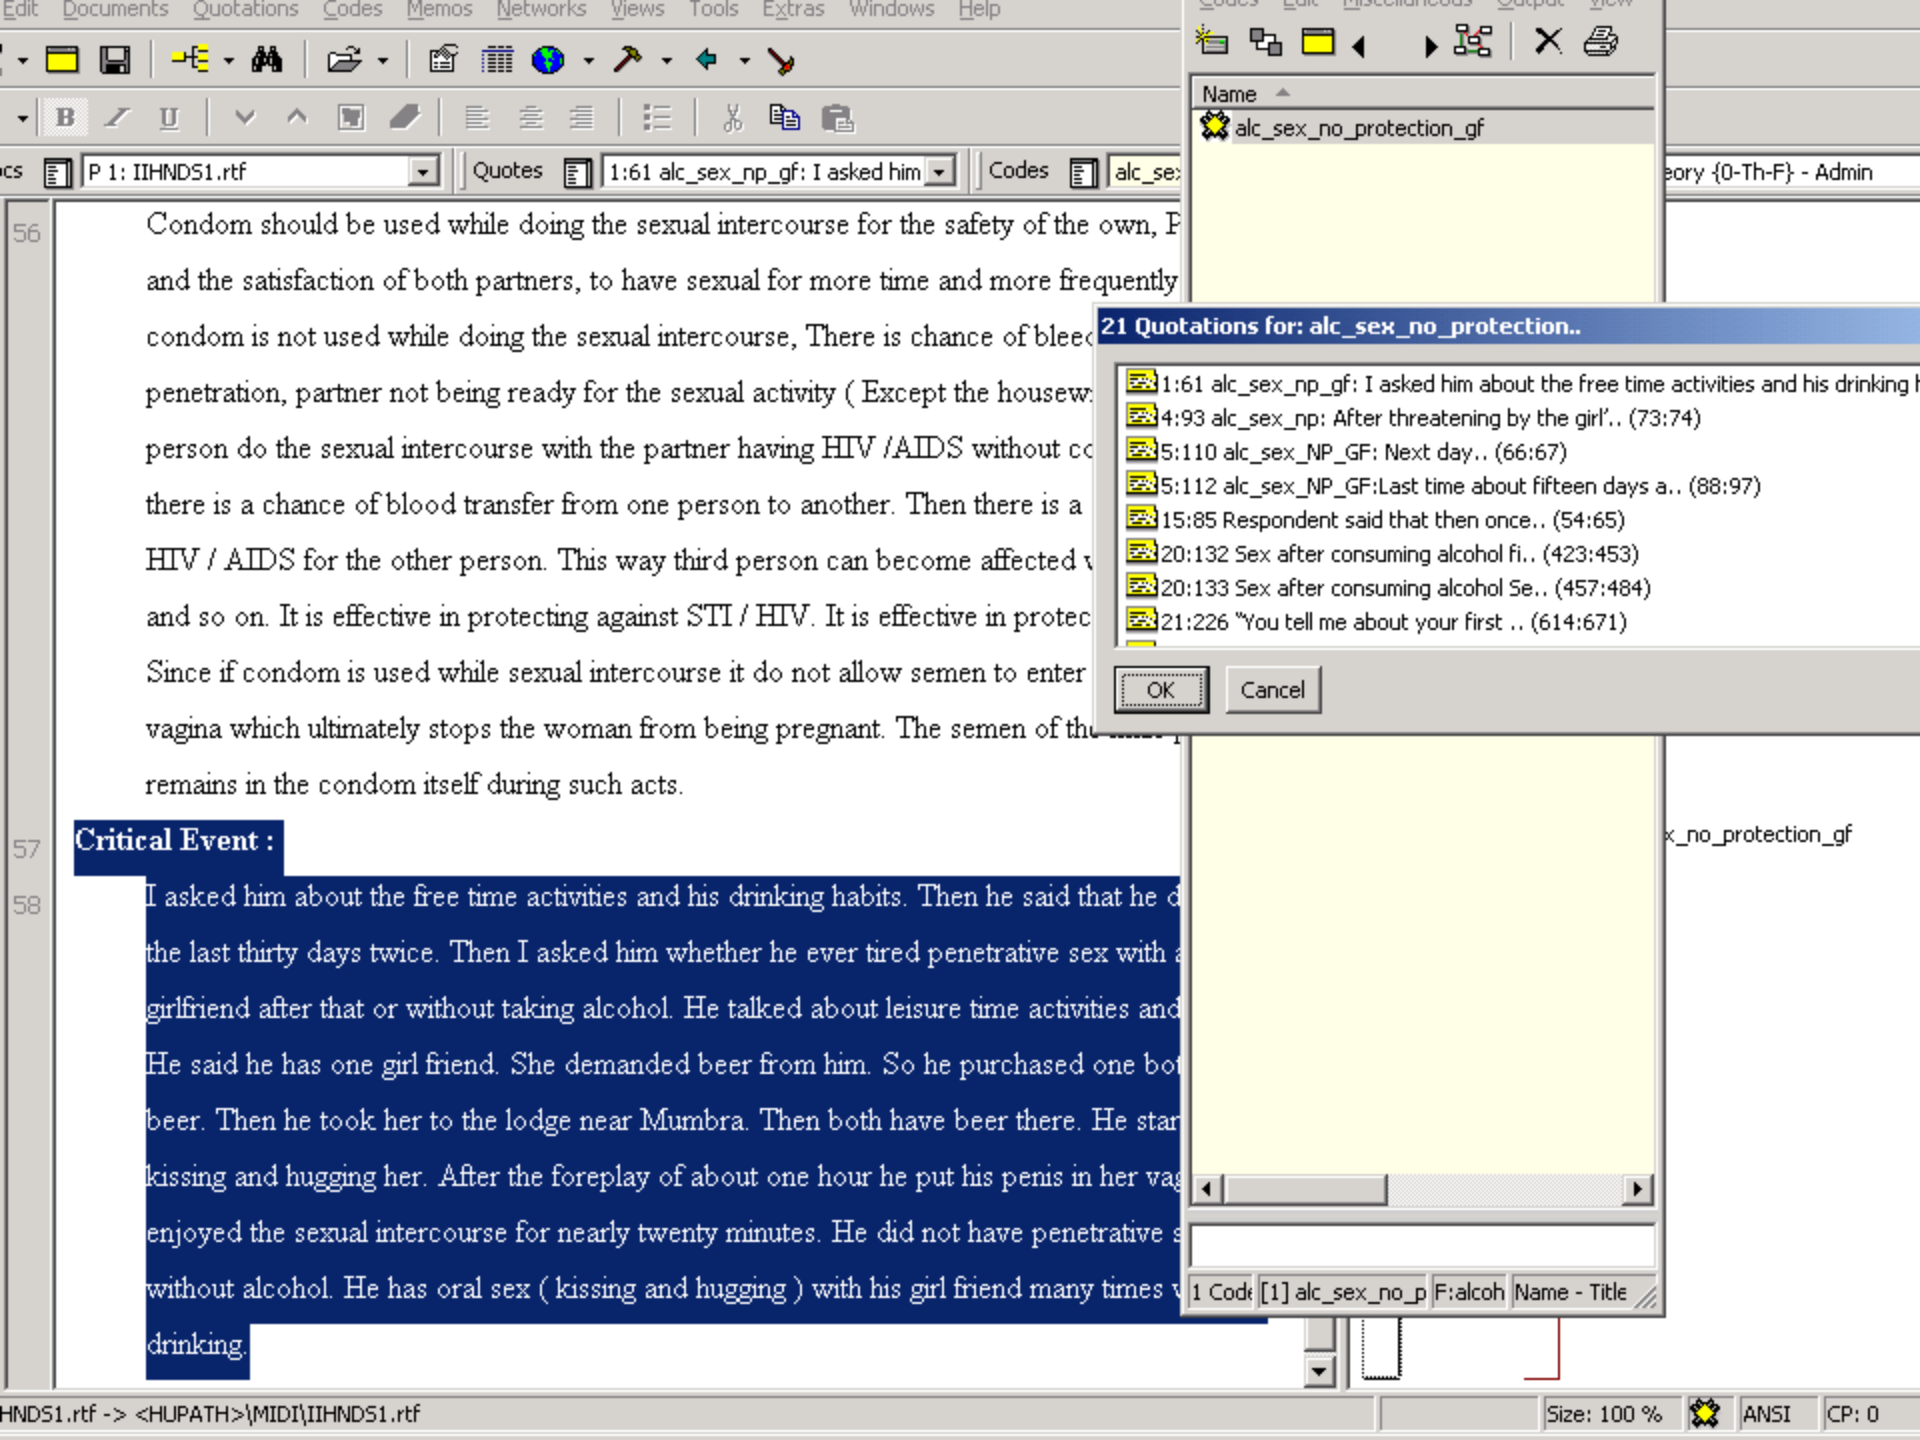 Edit Documents Quotations Codes Memos Networks Views Tools Extras Windows Help
Codes Edit Miscellaneous Output View
B I U
Name
alc_sex_no_protection_gf
P 1: IIHNDS1.rtf Quotes 1:61 alc_sex_np_gf: I asked him Codes
{0-Th-F} - Admin
56
Condom should be used while doing the sexual intercourse for the safety of the own,
and the satisfaction of both partners, to have sexual for more time and more frequently
condom is not used while doing the sexual intercourse, There is chance of
penetration, partner not being ready for the sexual activity ( Except the
person do the sexual intercourse with the partner having HIV /AIDS without
there is a chance of blood transfer from one person to another. Then there is a
HIV / AIDS for the other person. This way third person can become affected
and so on. It is effective in protecting against STI / HIV. It is effective in
Since if condom is used while sexual intercourse it do not allow semen to enter
vagina which ultimately stops the woman from being pregnant. The semen of the
remains in the condom itself during such acts.
57
Critical Event :
58
I asked him about the free time activities and his drinking habits. Then he said that he
the last thirty days twice. Then I asked him whether he ever tired penetrative sex with
girlfriend after that or without taking alcohol. He talked about leisure time activities and
He said he has one girl friend. She demanded beer from him. So he purchased one
beer. Then he took her to the lodge near Mumbra. Then both have beer there. He
kissing and hugging her. After the foreplay of about one hour he put his penis in her
enjoyed the sexual intercourse for nearly twenty minutes. He did not have penetrative
without alcohol. He has oral sex ( kissing and hugging ) with his girl friend many times
drinking.
21 Quotations for: alc_sex_no_protection..
1:61 alc_sex_np_gf: I asked him about the free time activities and his drinking
4:93 alc_sex_np: After threatening by the girl'.. (73:74)
5:110 alc_sex_NP_GF: Next day.. (66:67)
5:112 alc_sex_NP_GF:Last time about fifteen days a.. (88:97)
15:85 Respondent said that then once.. (54:65)
20:132 Sex after consuming alcohol fi.. (423:453)
20:133 Sex after consuming alcohol Se.. (457:484)
21:226 "You tell me about your first .. (614:671)
OK Cancel
x_no_protection_gf
1 Code [1] alc_sex_no_p F:alcoh Name - Title
HNDS1.rtf -> <HUPATH>\MIDI\IIHNDS1.rtf Size: 100 % ANSI CP: 0